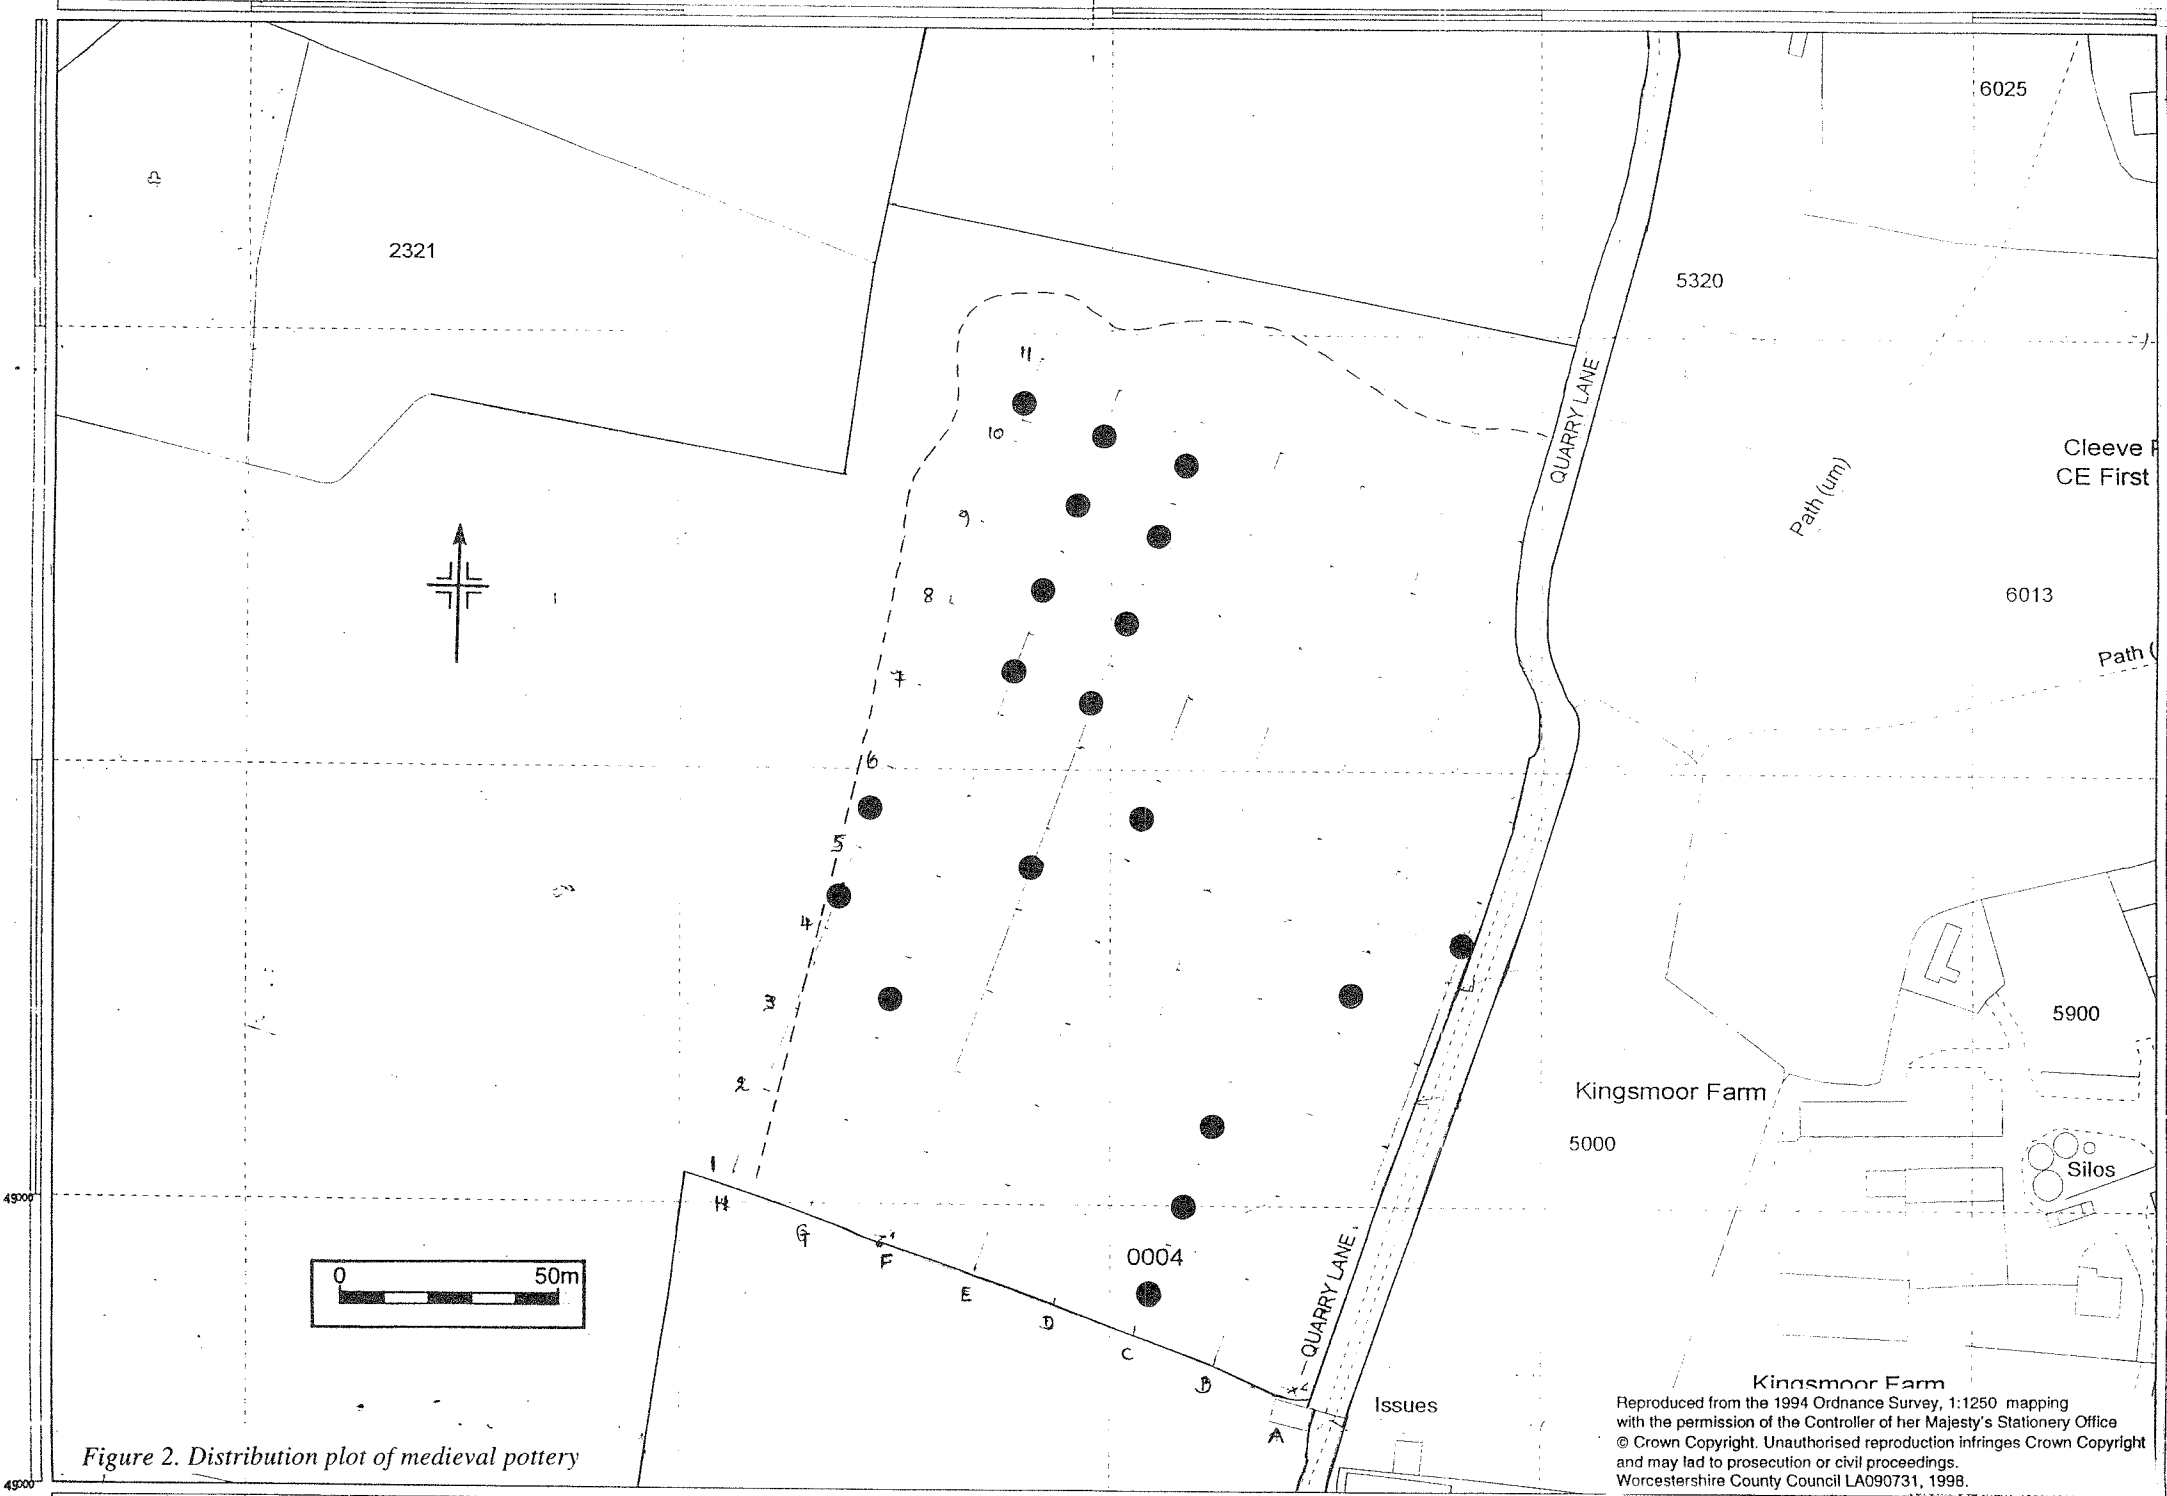 6025
2321
5320
QUARRY LANE
11
10
Cleeve
CE First
Path (um)
9
8
6013
Path (
7
6
5
4
3
5900
2
Kingsmoor Farm
5000
Silos
1
H
G
F
E
D
C
B
A
0004
QUARRY LANE
0 50m
Issues
Kingsmoor Farm
Figure 2. Distribution plot of medieval pottery
Reproduced from the 1994 Ordnance Survey, 1:1250 mapping
with the permission of the Controller of her Majesty's Stationery Office
© Crown Copyright. Unauthorised reproduction infringes Crown Copyright
and may lad to prosecution or civil proceedings.
Worcestershire County Council LA090731, 1998.